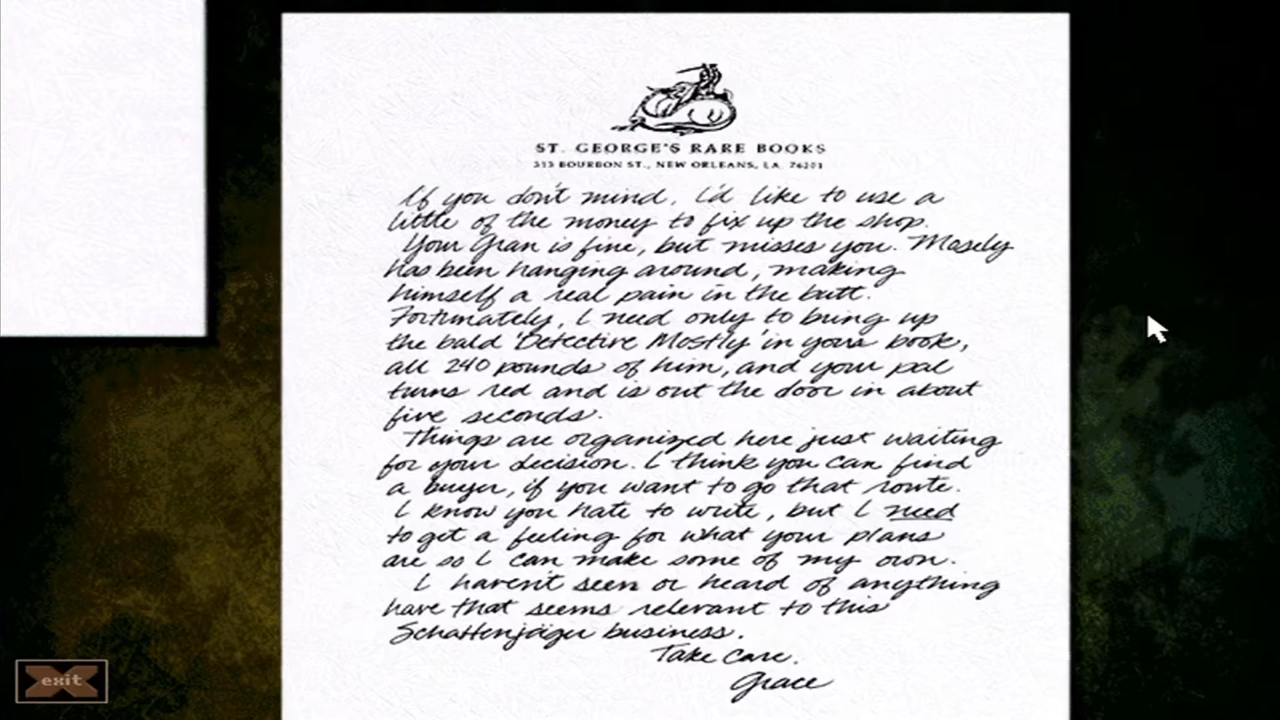 ST. GEORGE'S RARE BOOKS
313 BOURBON ST., NEW ORLEANS, LA. 76201
If you don't mind, I'd like to use a
little of the money to fix up the shop.
Your Gran is fine, but misses you. Mosely
has been hanging around, making
himself a real pain in the butt.
Fortunately, I need only to bring up
the bald 'Detective Mostly' in your book,
all 240 pounds of him, and your pal
turns red and is out the door in about
five seconds.
Things are organized here just waiting
for your decision. I think you can find
a buyer, if you want to go that route.
I know you hate to write, but I need
to get a feeling for what your plans
are so I can make some of my own.
I haven't seen or heard of anything
have that seems relevant to this
Schattenjäger business.
Take Care.
Grace
exit